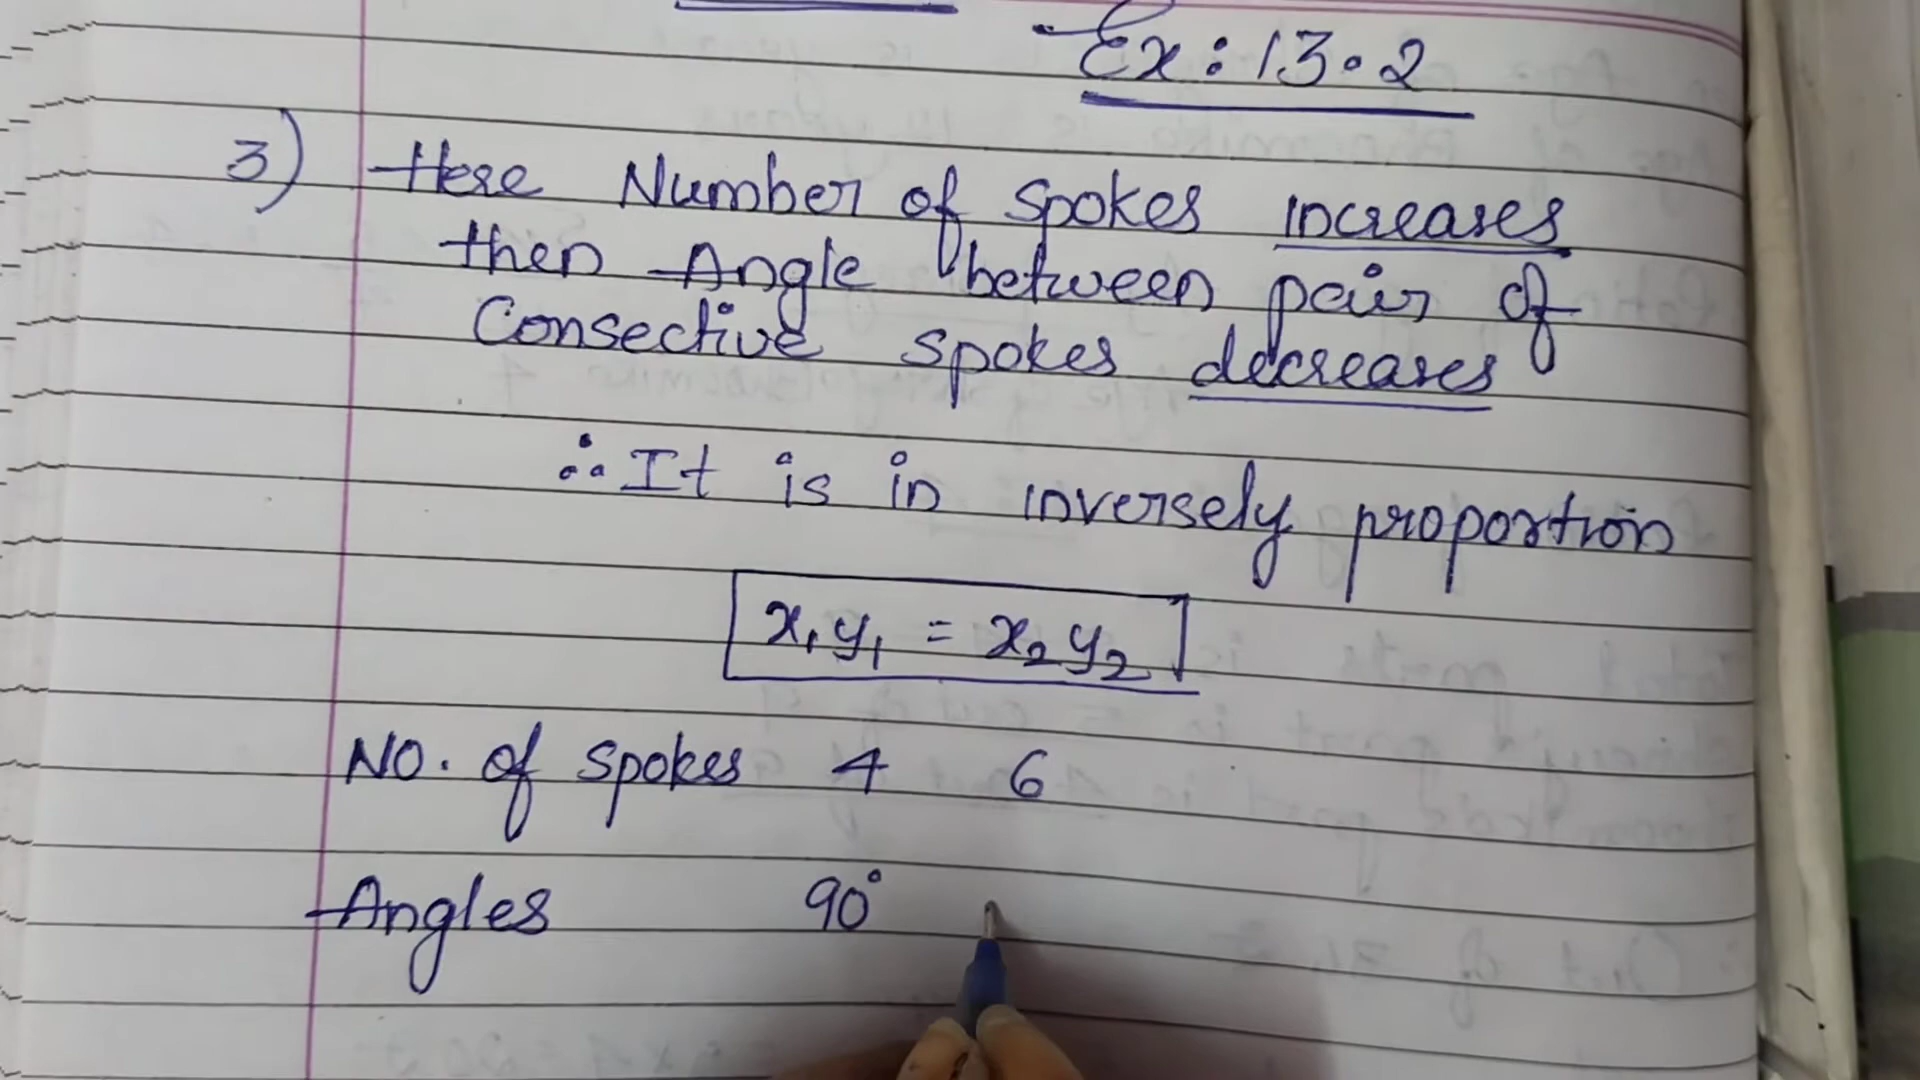 Ex : 13.2
3) Here Number of spokes increases
then Angle between pair of
Consective spokes decreases
∴ It is in inversely proportion
x₁y₁ = x₂y₂
No. of spokes 4 6
Angles 90°